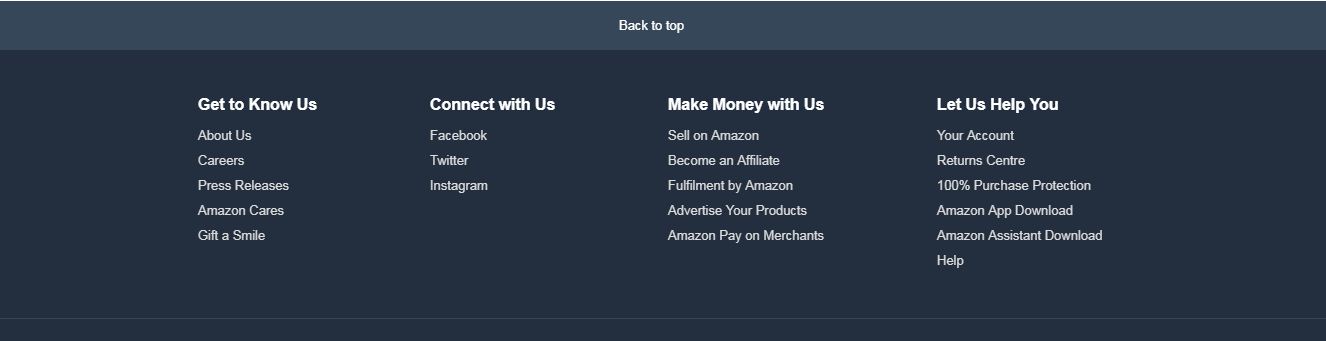 Back to top
Get to Know Us
About Us
Careers
Press Releases
Amazon Cares
Gift a Smile
Connect with Us
Facebook
Twitter
Instagram
Make Money with Us
Sell on Amazon
Become an Affiliate
Fulfilment by Amazon
Advertise Your Products
Amazon Pay on Merchants
Let Us Help You
Your Account
Returns Centre
100% Purchase Protection
Amazon App Download
Amazon Assistant Download
Help